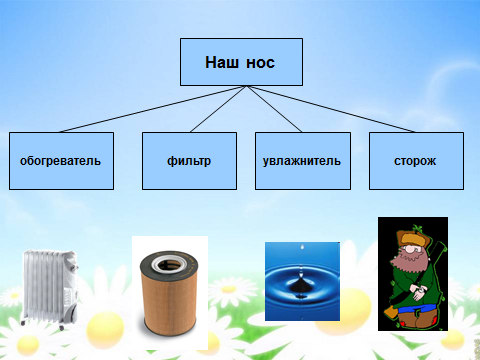 Наш нос
обогреватель
фильтр
увлажнитель
сторож